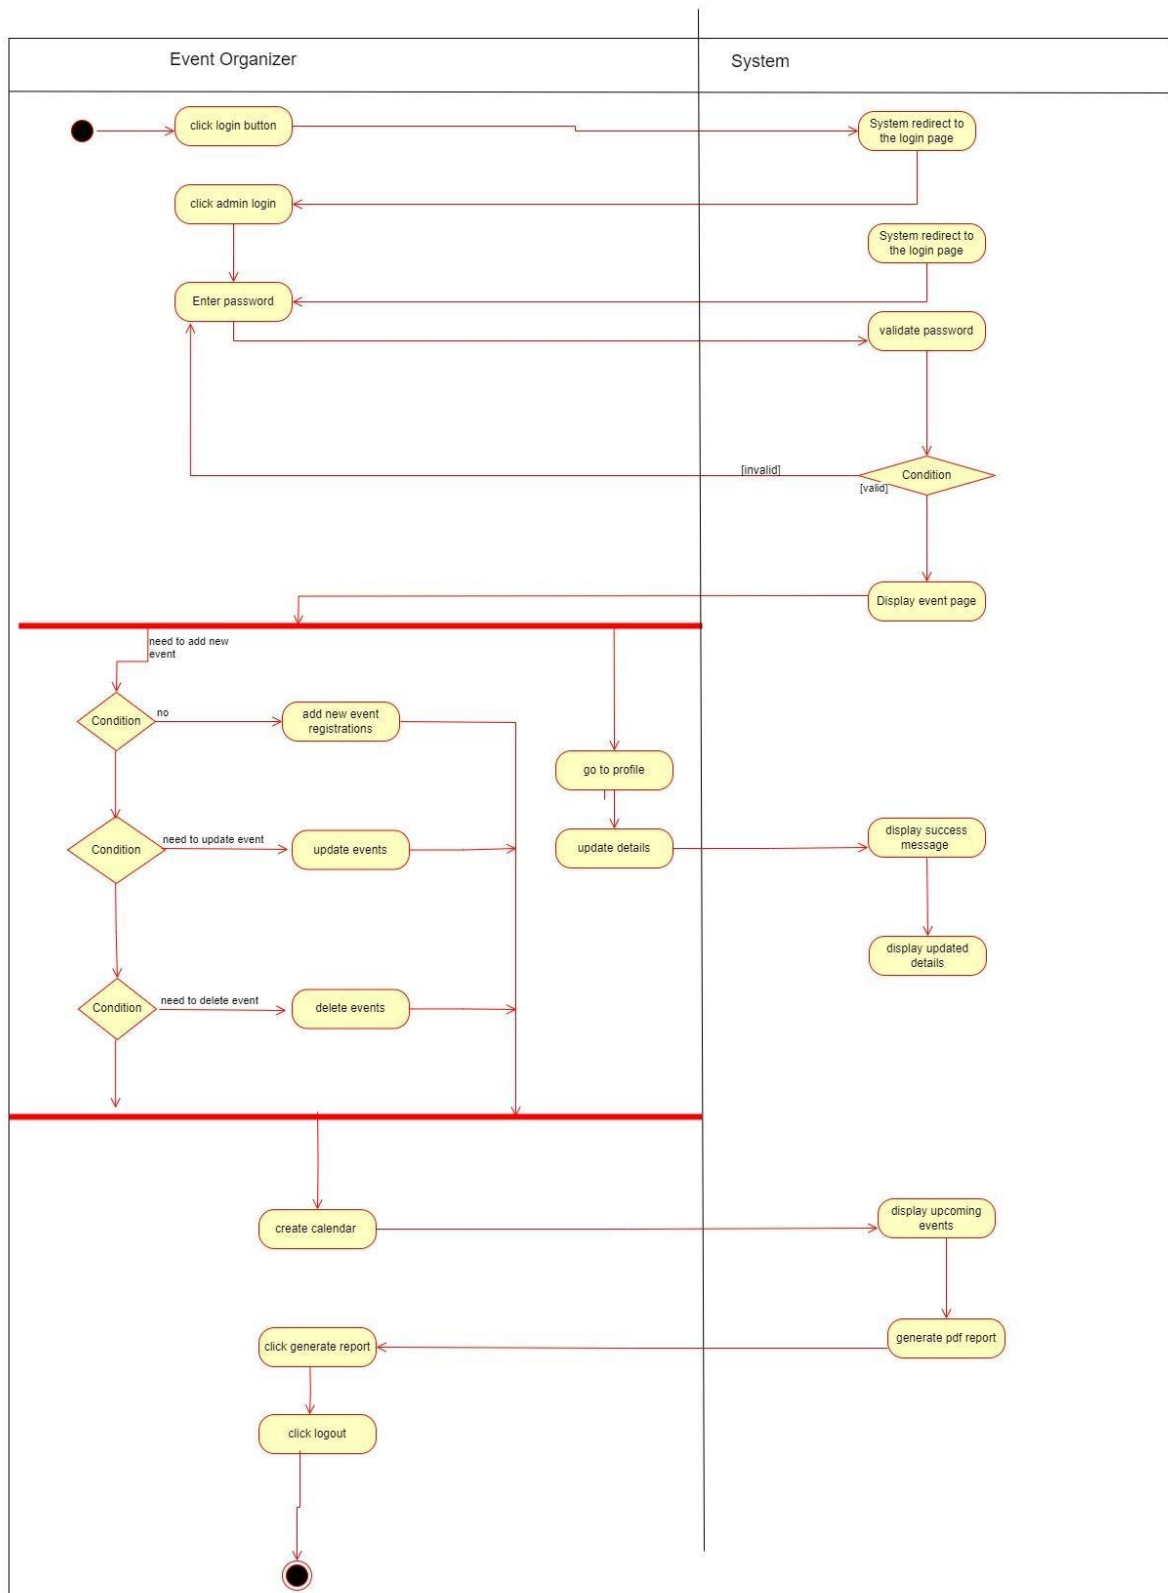 Event Organizer
System
click login button
System redirect to
the login page
click admin login
System redirect to
the login page
Enter password
validate password
[invalid]
Condition
[valid]
Display event page
need to add new
event
Condition
no
add new event
registrations
go to profile
Condition
need to update event
update events
update details
display success
message
display updated
details
Condition
need to delete event
delete events
create calendar
display upcoming
events
click generate report
generate pdf report
click logout